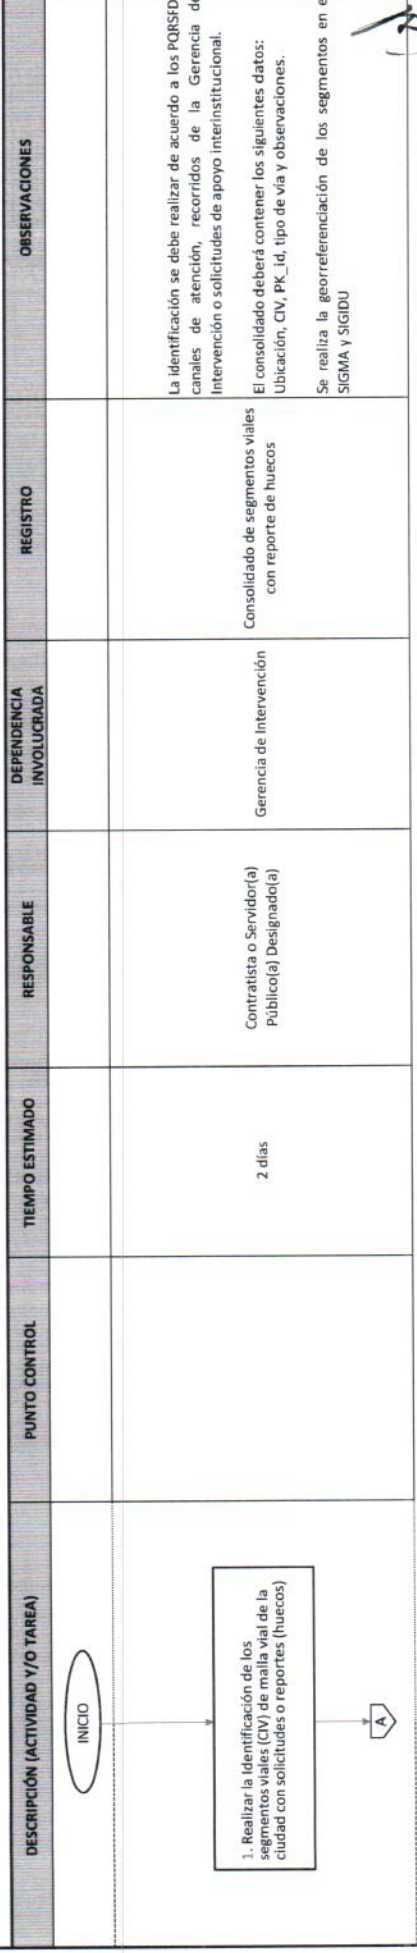 DESCRIPCIÓN (ACTIVIDAD Y/O TAREA)
PUNTO CONTROL
TIEMPO ESTIMADO
RESPONSABLE
DEPENDENCIA
INVOLUCRADA
REGISTRO
OBSERVACIONES
INICIO
1. Realizar la Identificación de los
segmentos viales (CIV) de malla vial de la
ciudad con solicitudes o reportes (huecos)
A
2 días
Contratista o Servidor(a)
Público(a) Designado(a)
Gerencia de Intervención
Consolidado de segmentos viales
con reporte de huecos
La identificación se debe realizar de acuerdo a los PQRSFD
canales de atención, recorridos de la Gerencia de
Intervención o solicitudes de apoyo interinstitucional.
El consolidado deberá contener los siguientes datos:
Ubicación, CIV, PK_id, tipo de vía y observaciones.
Se realiza la georreferenciación de los segmentos en e
SIGMA y SIGIDU